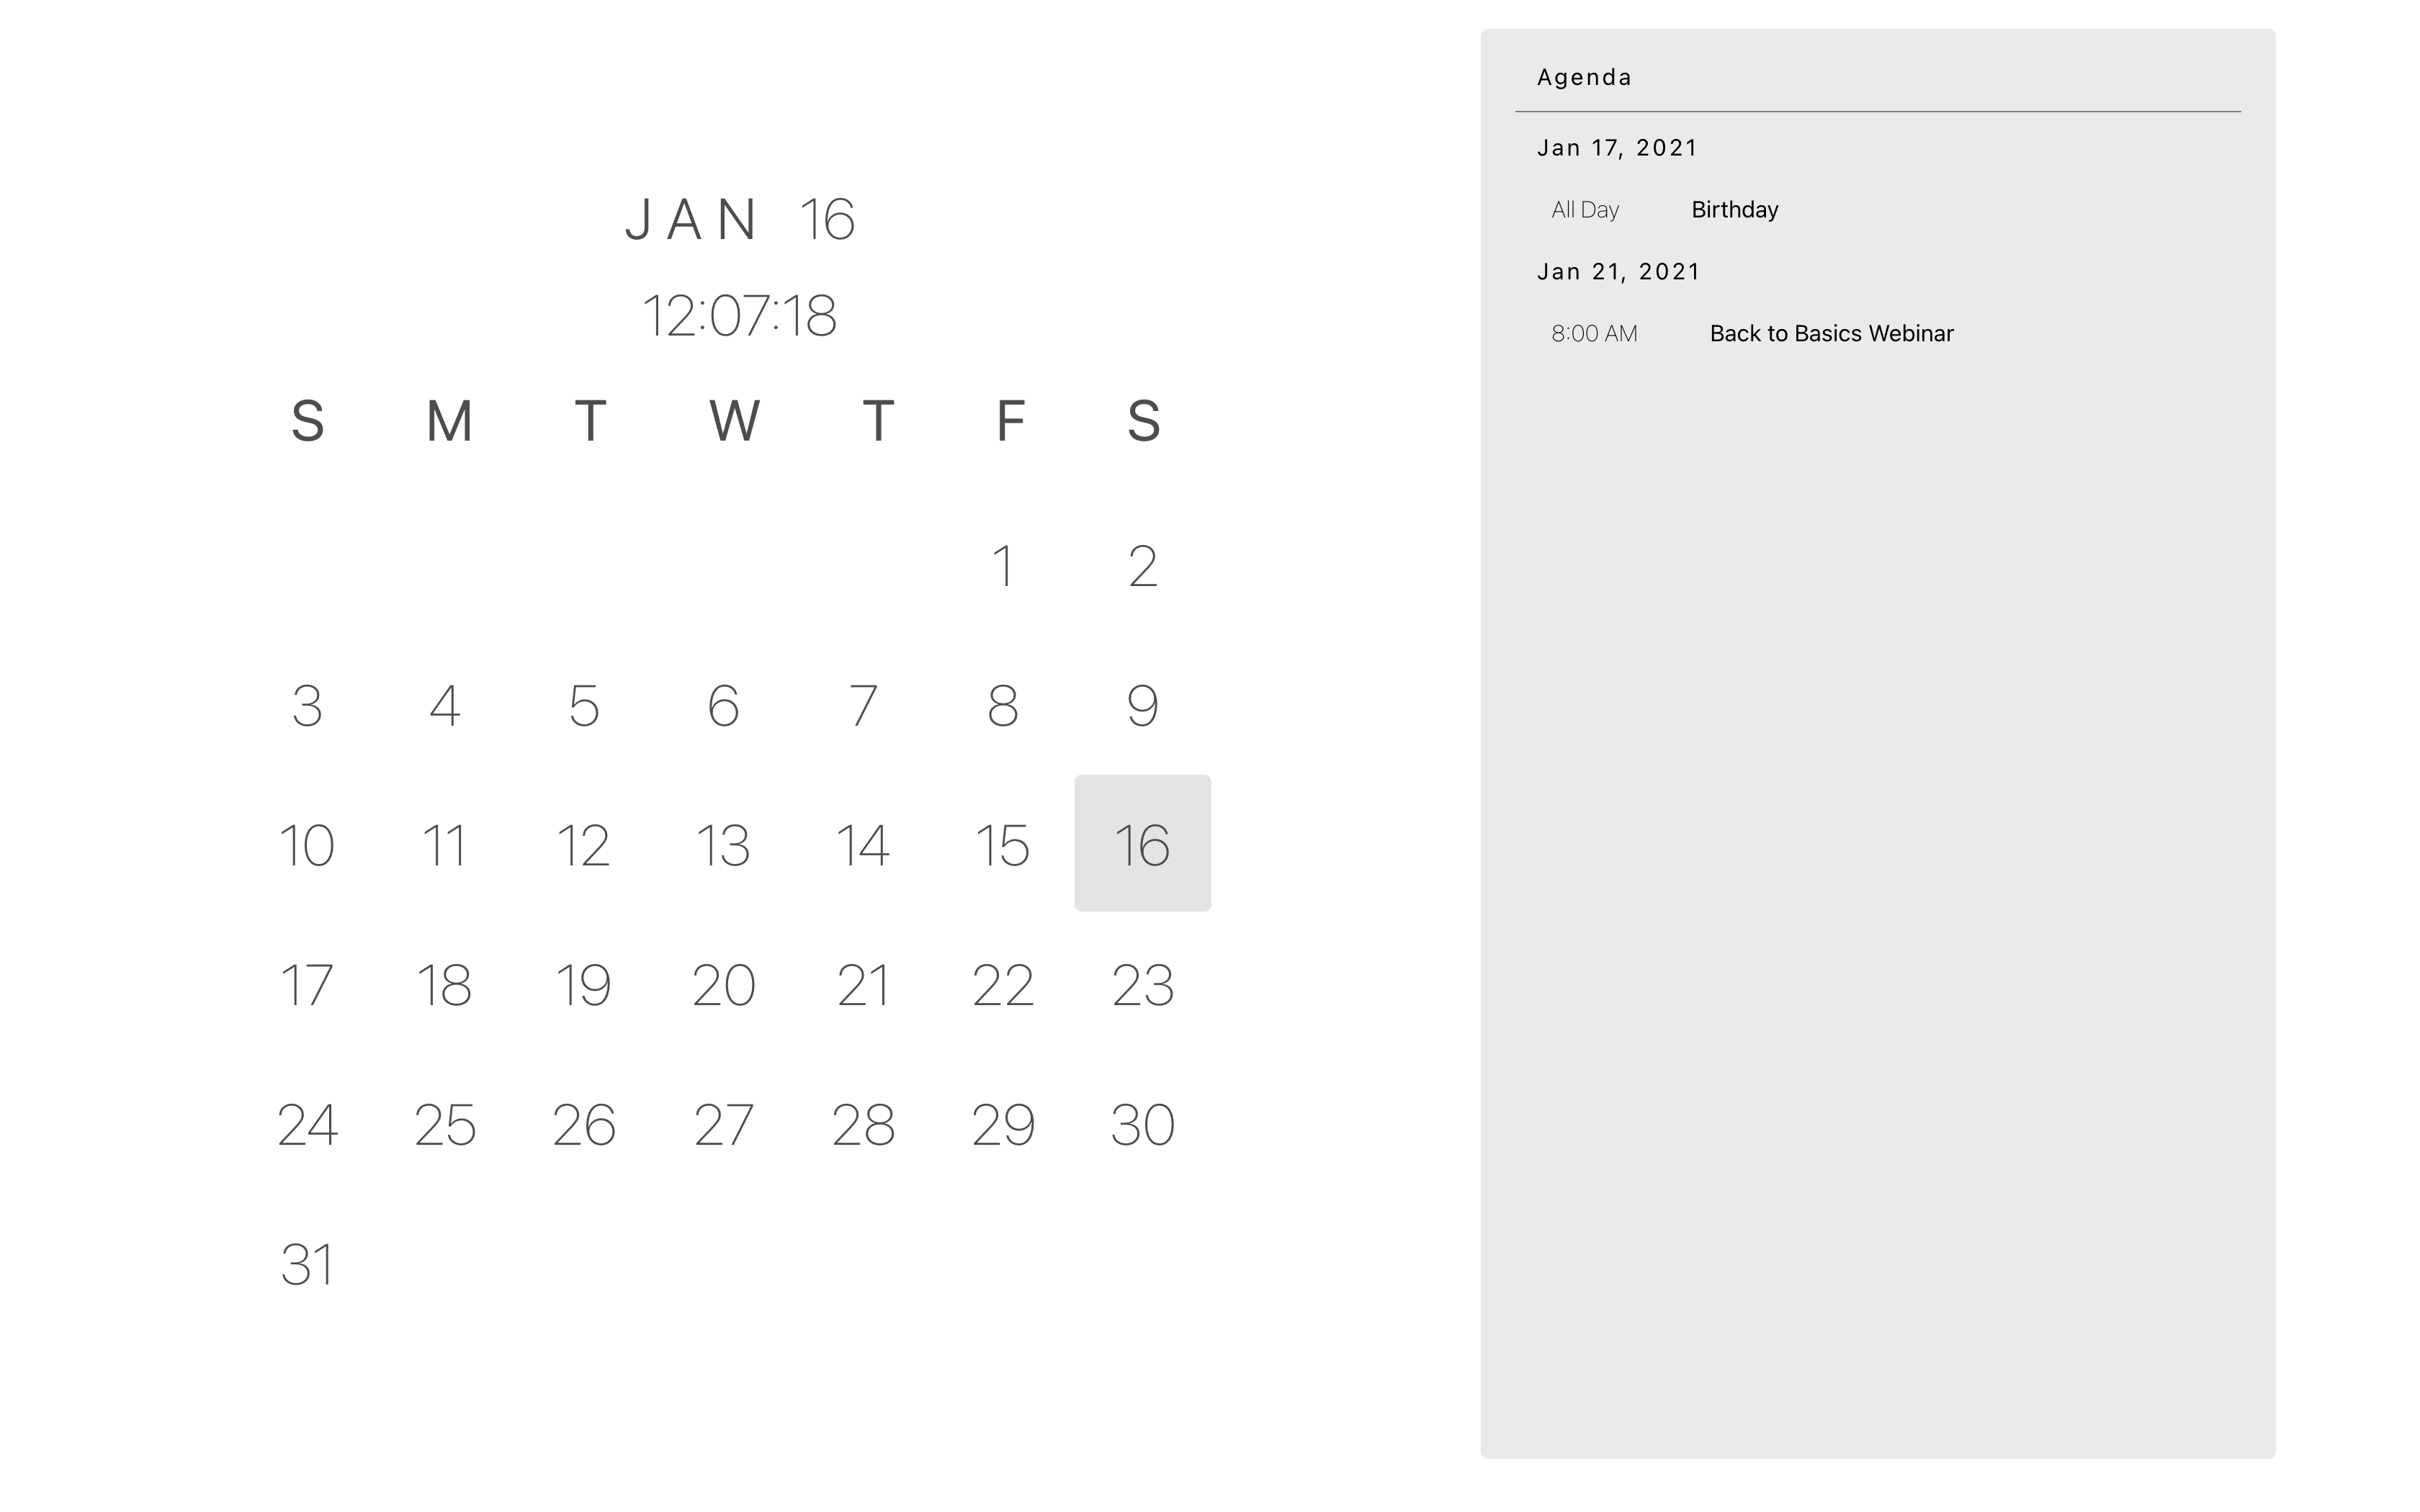 JAN 16
12:07:18
S M T W T F S
1 2
3 4 5 6 7 8 9
10 11 12 13 14 15 16
17 18 19 20 21 22 23
24 25 26 27 28 29 30
31
Agenda
Jan 17, 2021
All Day Birthday
Jan 21, 2021
8:00 AM Back to Basics Webinar